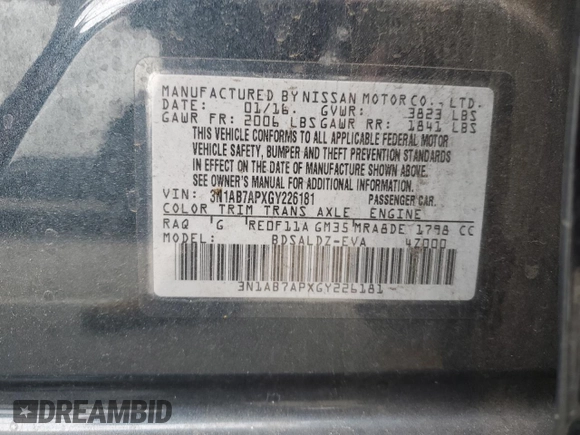 MANUFACTURED BY NISSAN MOTOR CO., LTD.
DATE: 01/16. GVWR: 3823 LBS
GAWR FR: 2006 LBS GAWR RR: 1841 LBS
THIS VEHICLE CONFORMS TO ALL APPLICABLE FEDERAL MOTOR
VEHICLE SAFETY, BUMPER AND THEFT PREVENTION STANDARDS
IN EFFECT ON THE DATE OF MANUFACTURE SHOWN ABOVE.
SEE OWNER'S MANUAL FOR ADDITIONAL INFORMATION.
VIN: 3N1AB7APXGY226181 PASSENGER CAR.
COLOR TRIM TRANS AXLE ENGINE
RAQ G RE0F11A GM35 MRA8DE 1798 CC
MODEL: BDSALDZ-EVA 4Z000
3N1AB7APXGY226181
DREAMBID